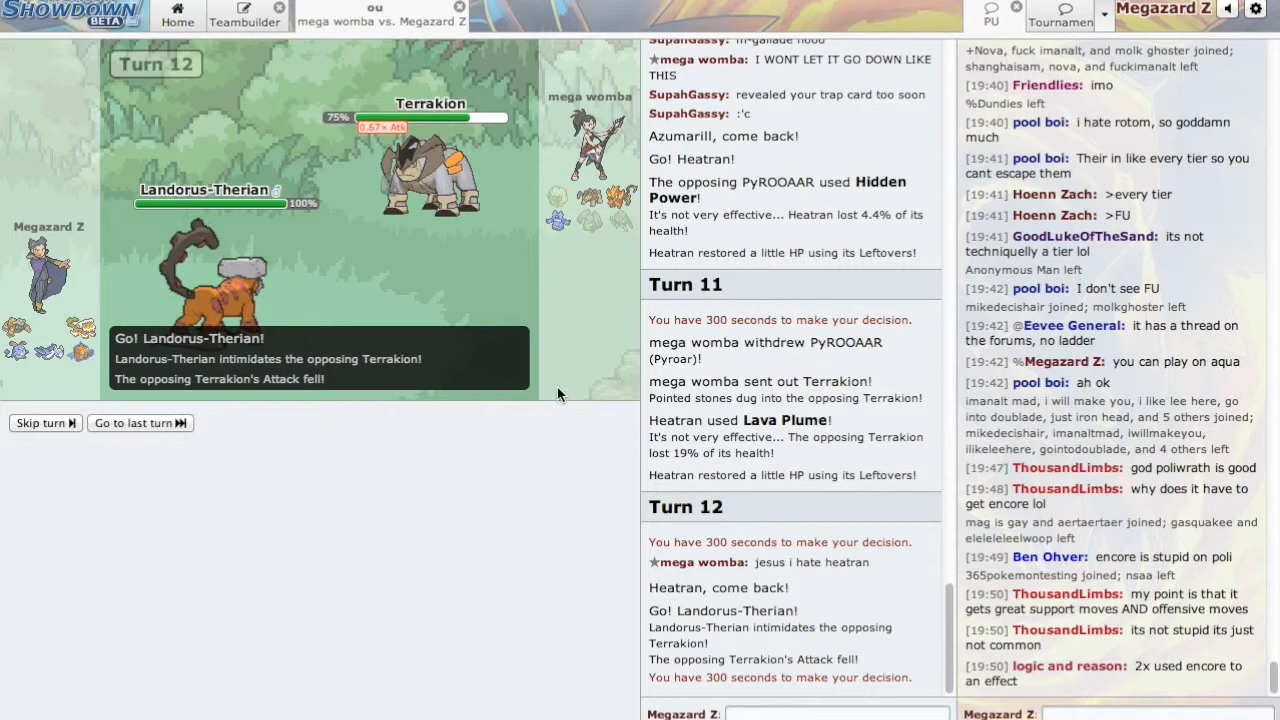 SHOWDOWN
BETA
Home
Teambuilder
ou
mega womba vs. Megazard Z
PU
Tournamen
Megazard Z
Turn 12
Terrakion
75%
0.67× Atk
Landorus-Therian
100%
mega womba
Megazard Z
Go! Landorus-Therian!
Landorus-Therian intimidates the opposing Terrakion!
The opposing Terrakion's Attack fell!
Skip turn
Go to last turn
SupahGassy: m-gallade nooo
★mega womba: I WONT LET IT GO DOWN LIKE
THIS
SupahGassy: revealed your trap card too soon
SupahGassy: :'c
Azumarill, come back!
Go! Heatran!
The opposing PyROOAAR used Hidden
Power!
It's not very effective... Heatran lost 4.4% of its
health!
Heatran restored a little HP using its Leftovers!
Turn 11
You have 300 seconds to make your decision.
mega womba withdrew PyROOAAR
(Pyroar)!
mega womba sent out Terrakion!
Pointed stones dug into the opposing Terrakion!
Heatran used Lava Plume!
It's not very effective... The opposing Terrakion
lost 19% of its health!
Heatran restored a little HP using its Leftovers!
Turn 12
You have 300 seconds to make your decision.
★mega womba: jesus i hate heatran
Heatran, come back!
Go! Landorus-Therian!
Landorus-Therian intimidates the opposing
Terrakion!
The opposing Terrakion's Attack fell!
You have 300 seconds to make your decision.
Megazard Z:
+Nova, fuck imanalt, and molk ghoster joined;
shanghaisam, nova, and fuckimanalt left
[19:40] Friendlies: imo
%Dundies left
[19:40] pool boi: i hate rotom, so goddamn
much
[19:41] pool boi: Their in like every tier so you
cant escape them
[19:41] Hoenn Zach: >every tier
[19:41] Hoenn Zach: >FU
[19:41] GoodLukeOfTheSand: its not
techniquelly a tier lol
Anonymous Man left
[19:42] pool boi: I don't see FU
mikedecishair joined; molkghoster left
[19:42] @Eevee General: it has a thread on
the forums, no ladder
[19:42] %Megazard Z: you can play on aqua
[19:42] pool boi: ah ok
imanalt mad, i will make you, i like lee here, go
into doublade, just iron head, and 5 others joined;
mikedecishair, imanaltmad, iwillmakeyou,
ilikeleehere, gointodoublade, and 4 others left
[19:47] ThousandLimbs: god poliwrath is good
[19:48] ThousandLimbs: why does it have to
get encore lol
mag is gay and aertaertaer joined; gasquakee and
eleleleleelwoop left
[19:49] Ben Ohver: encore is stupid on poli
365pokemontesting joined; nsaa left
[19:50] ThousandLimbs: my point is that it
gets great support moves AND offensive moves
[19:50] ThousandLimbs: its not stupid its just
not common
[19:50] logic and reason: 2x used encore to
an effect
Megazard Z: